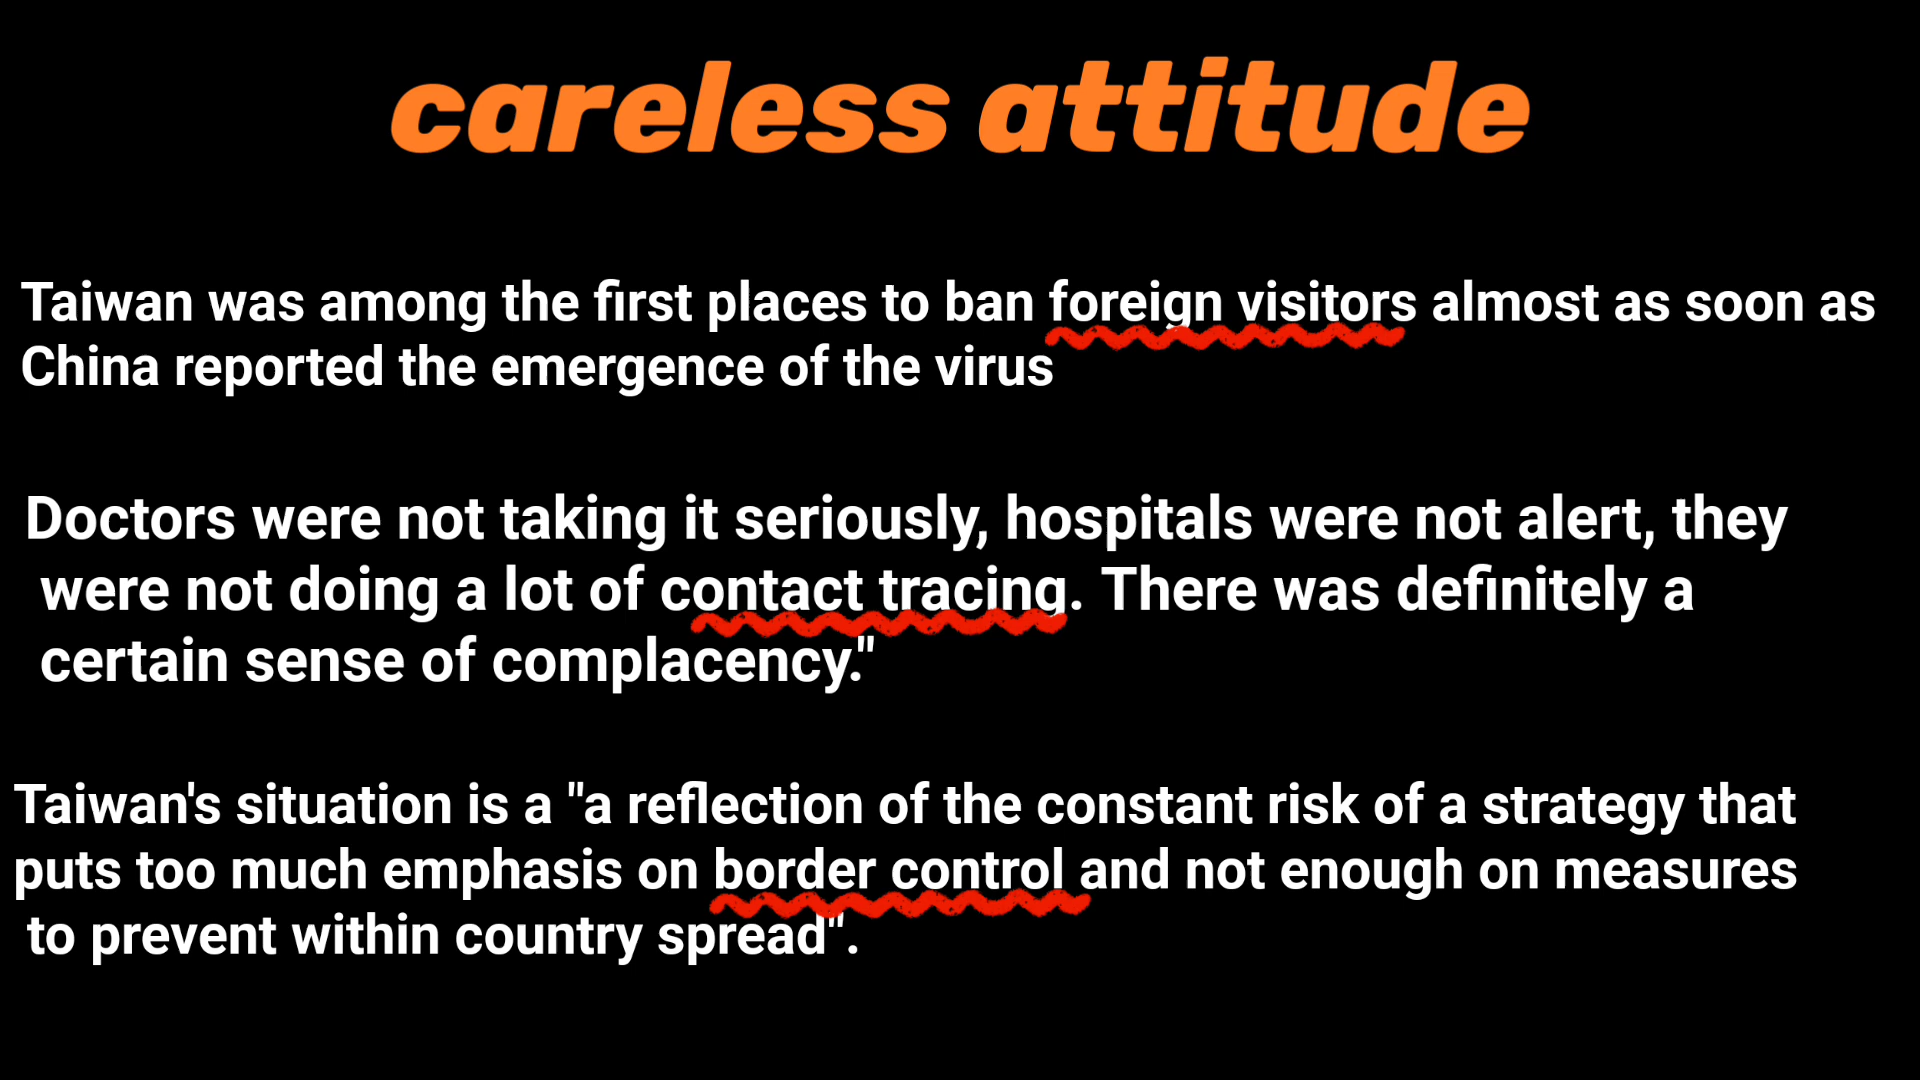 careless attitude
Taiwan was among the first places to ban foreign visitors almost as soon as
China reported the emergence of the virus
Doctors were not taking it seriously, hospitals were not alert, they
were not doing a lot of contact tracing. There was definitely a
certain sense of complacency."
Taiwan's situation is a "a reflection of the constant risk of a strategy that
puts too much emphasis on border control and not enough on measures
to prevent within country spread".